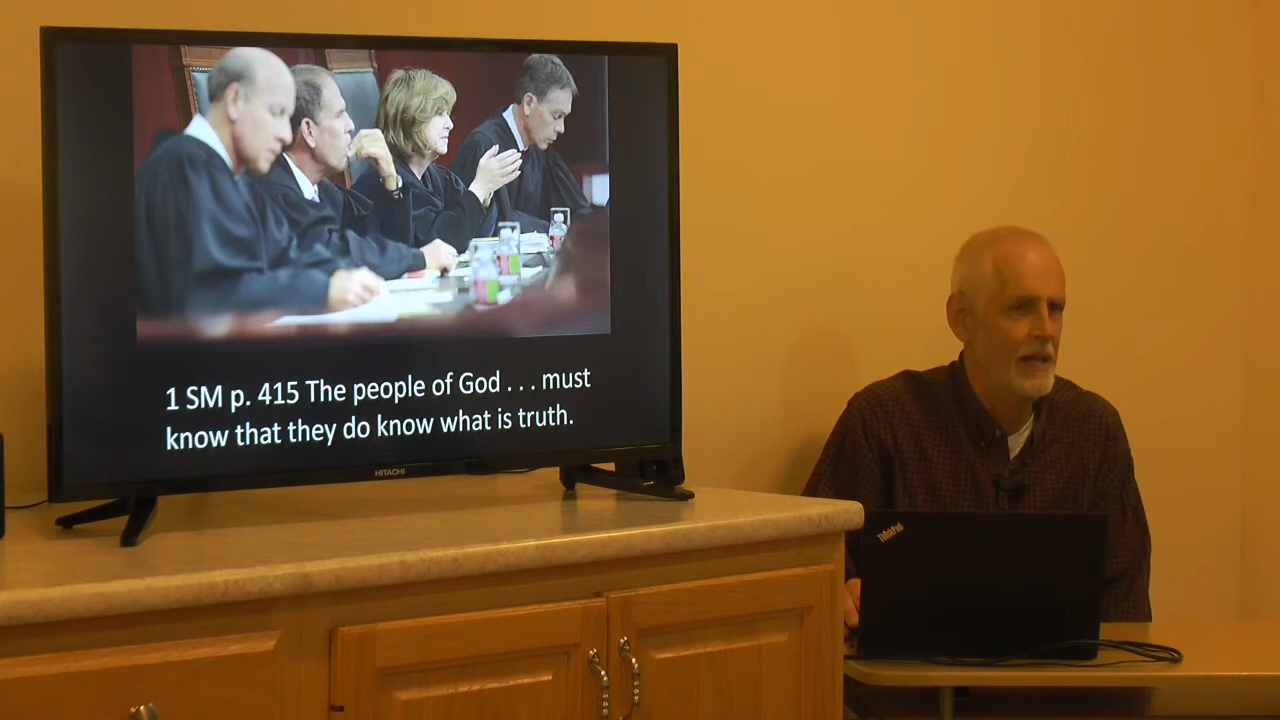 1 SM p. 415 The people of God . . . must
know that they do know what is truth.
HITACHI
ThinkPad